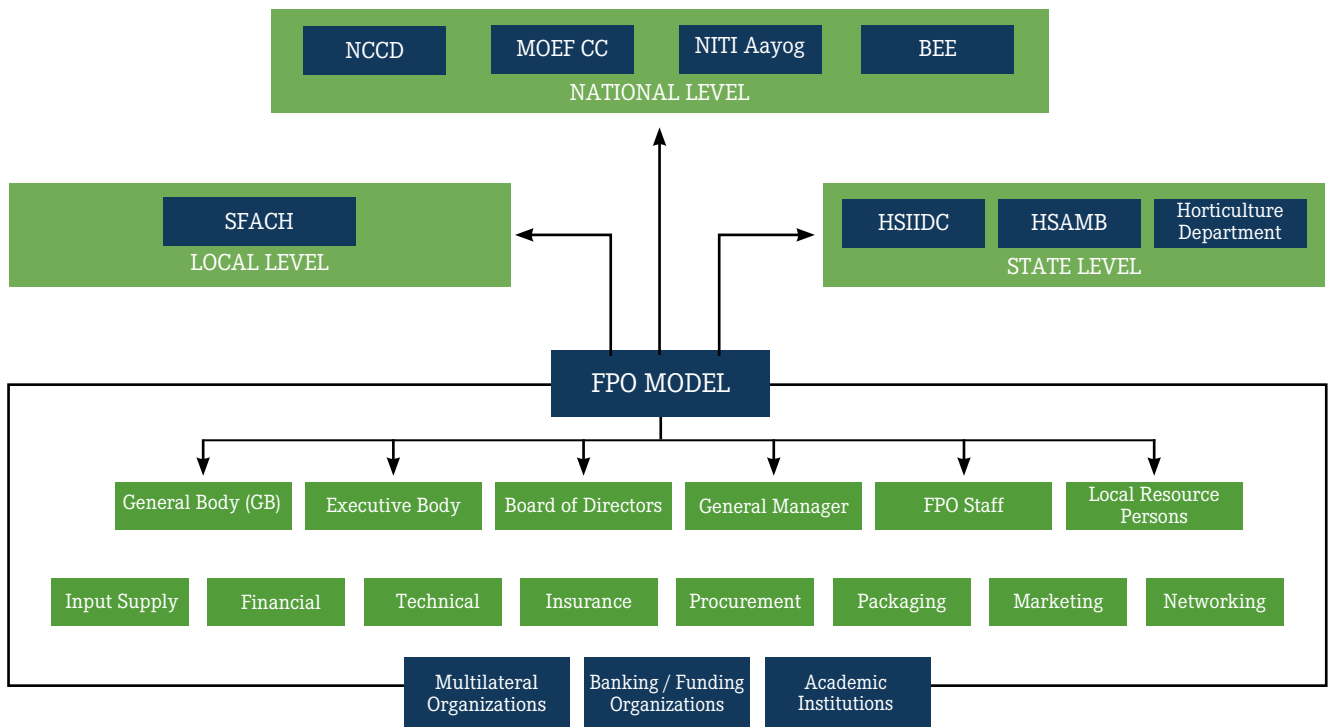 NCCD
MOEF CC
NITI Aayog
BEE
NATIONAL LEVEL
SFACH
LOCAL LEVEL
HSIIDC
HSAMB
Horticulture
Department
STATE LEVEL
FPO MODEL
General Body (GB)
Executive Body
Board of Directors
General Manager
FPO Staff
Local Resource
Persons
Input Supply
Financial
Technical
Insurance
Procurement
Packaging
Marketing
Networking
Multilateral
Organizations
Banking / Funding
Organizations
Academic
Institutions